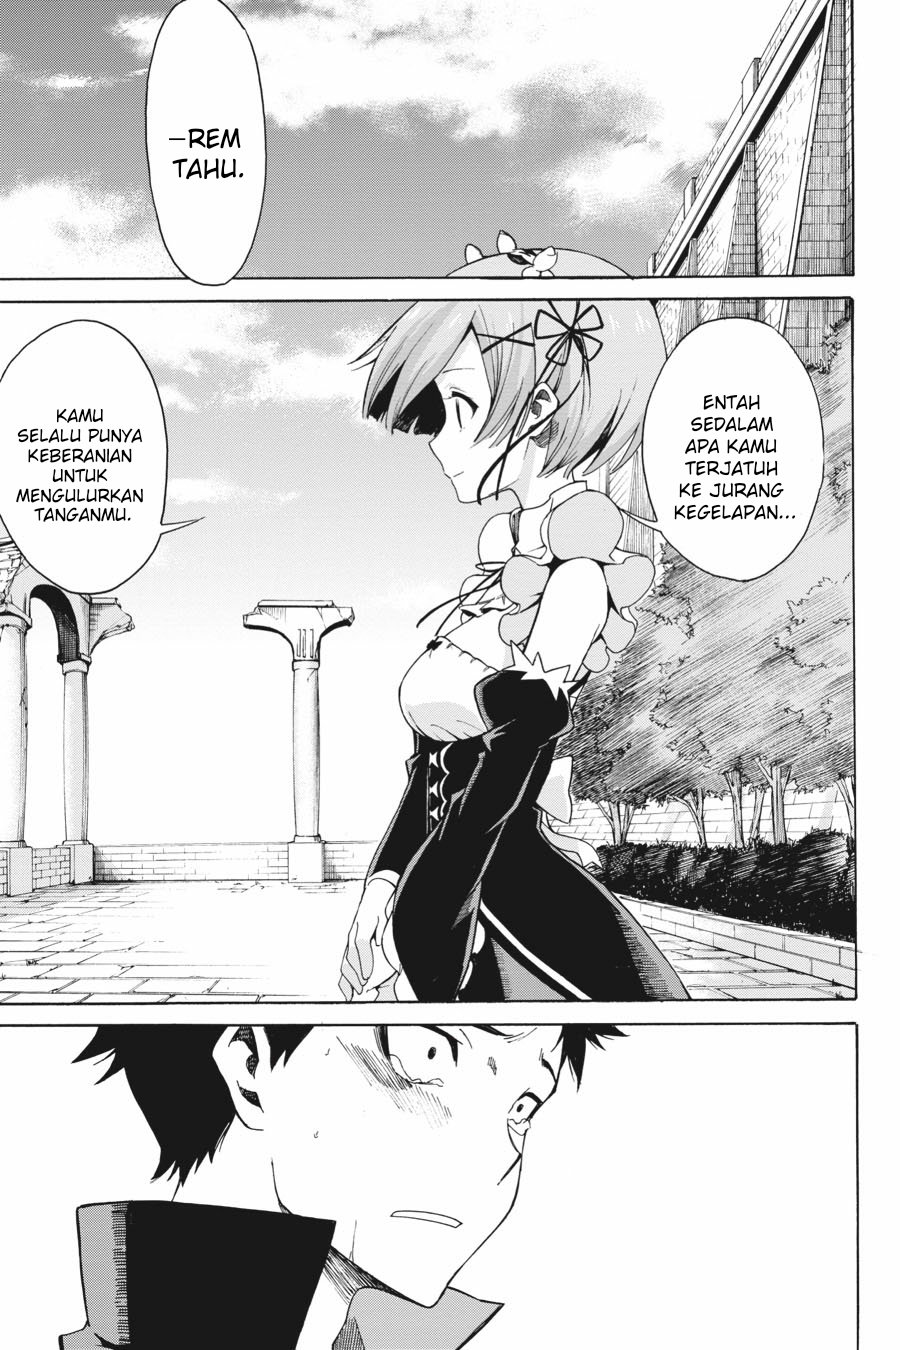 –REM
TAHU.
ENTAH
SEDALAM
APA KAMU
TERJATUH
KE JURANG
KEGELAPAN...
KAMU
SELALU PUNYA
KEBERANIAN
UNTUK
MENGULURKAN
TANGANMU.